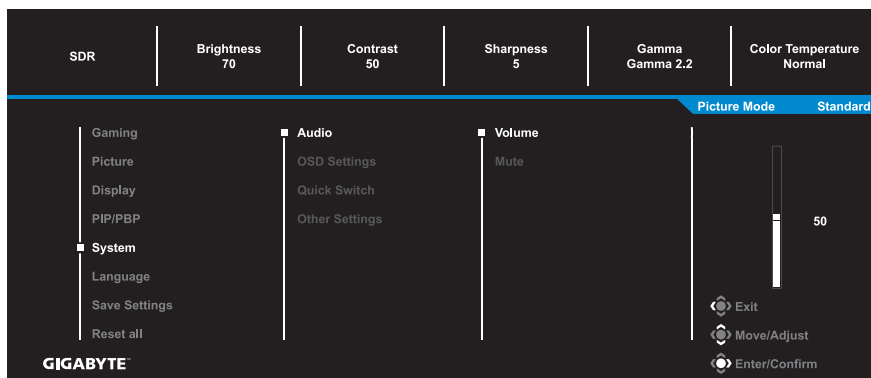 SDR
Brightness
70
Contrast
50
Sharpness
5
Gamma
Gamma 2.2
Color Temperature
Normal
Picture Mode Standard
Gaming
Picture
Display
PIP/PBP
System
Language
Save Settings
Reset all
Audio
OSD Settings
Quick Switch
Other Settings
Volume
Mute
50
Exit
Move/Adjust
Enter/Confirm
GIGABYTE™